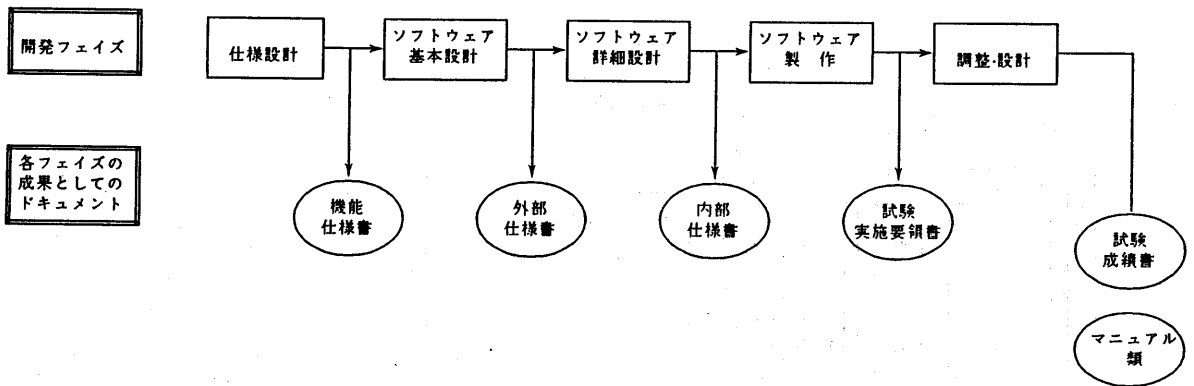 開発フェイズ
仕様設計
ソフトウェア
基本設計
ソフトウェア
詳細設計
ソフトウェア
製 作
調整・設計
各フェイズの
成果としての
ドキュメント
機能
仕様書
外部
仕様書
内部
仕様書
試験
実施要領書
試験
成績書
マニュアル
類